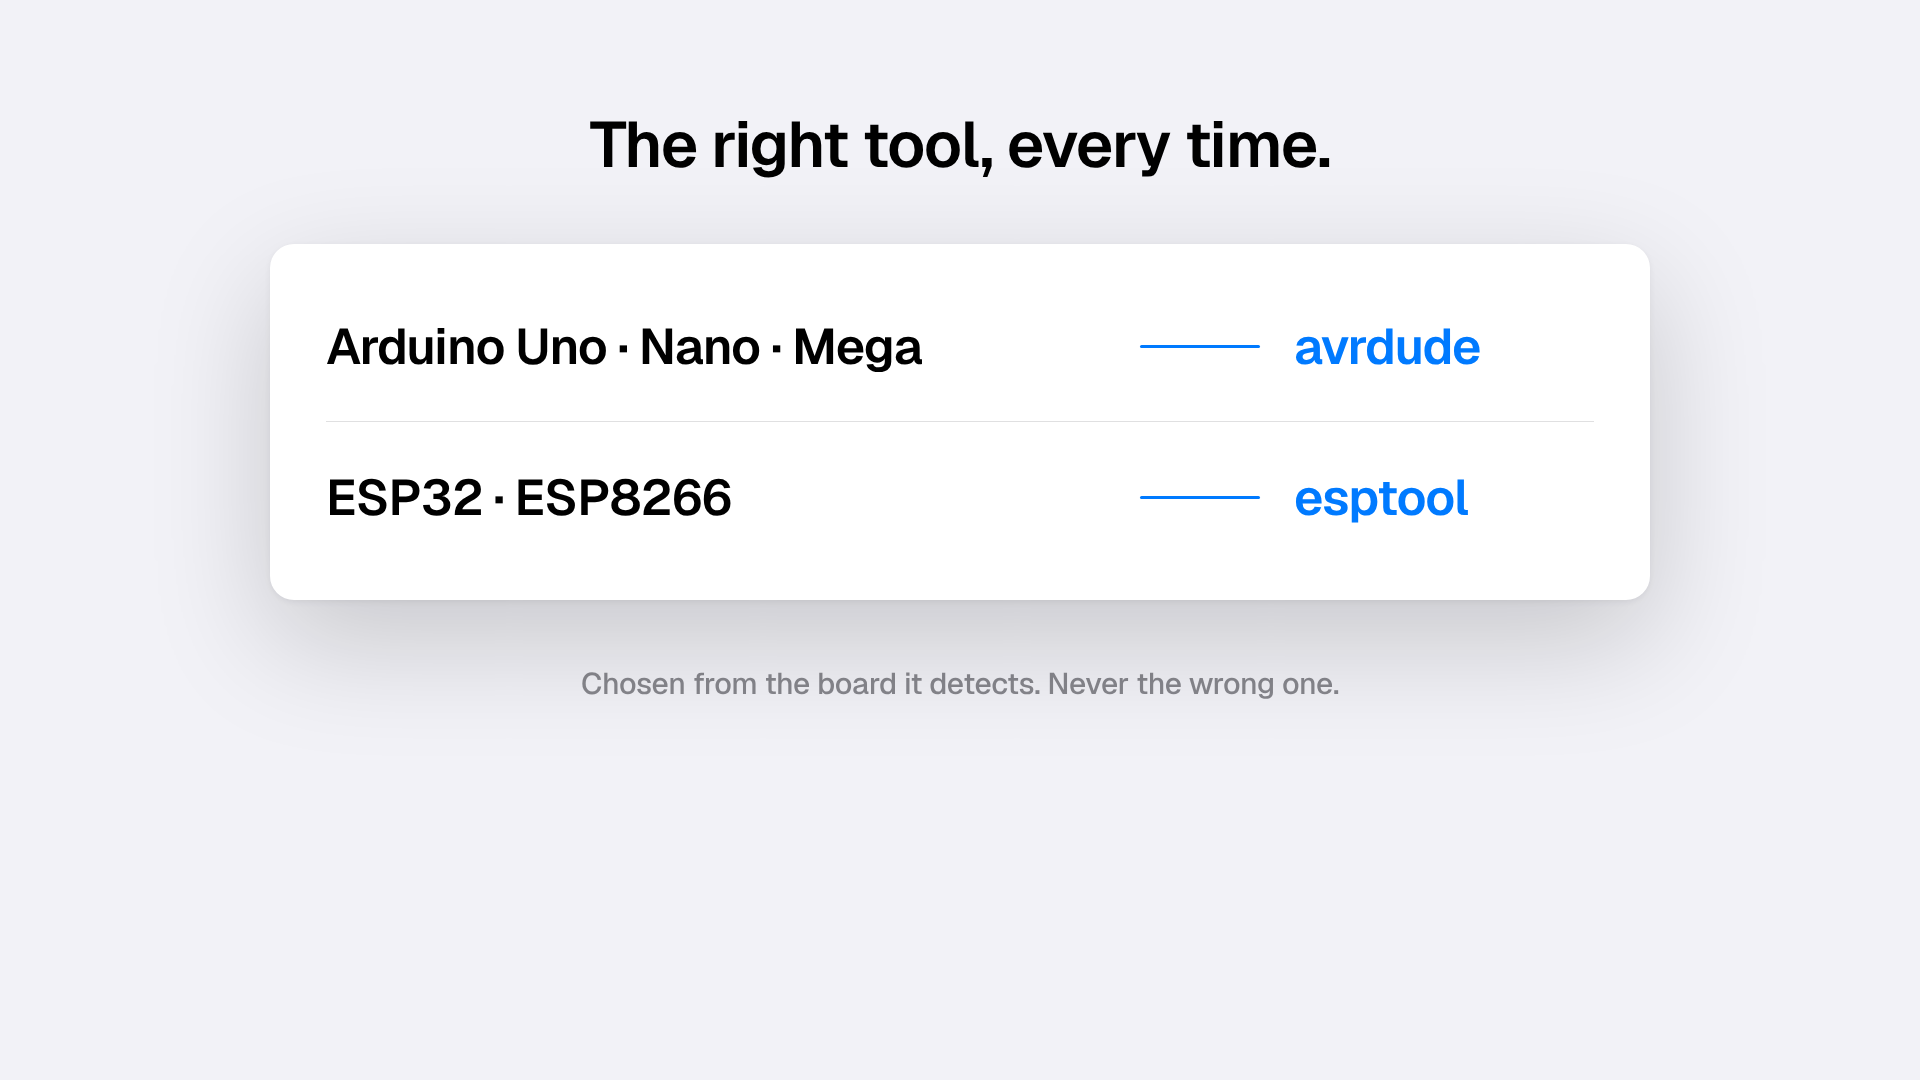 The right tool, every time.
Arduino Uno · Nano · Mega
avrdude
ESP32 · ESP8266
esptool
Chosen from the board it detects. Never the wrong one.